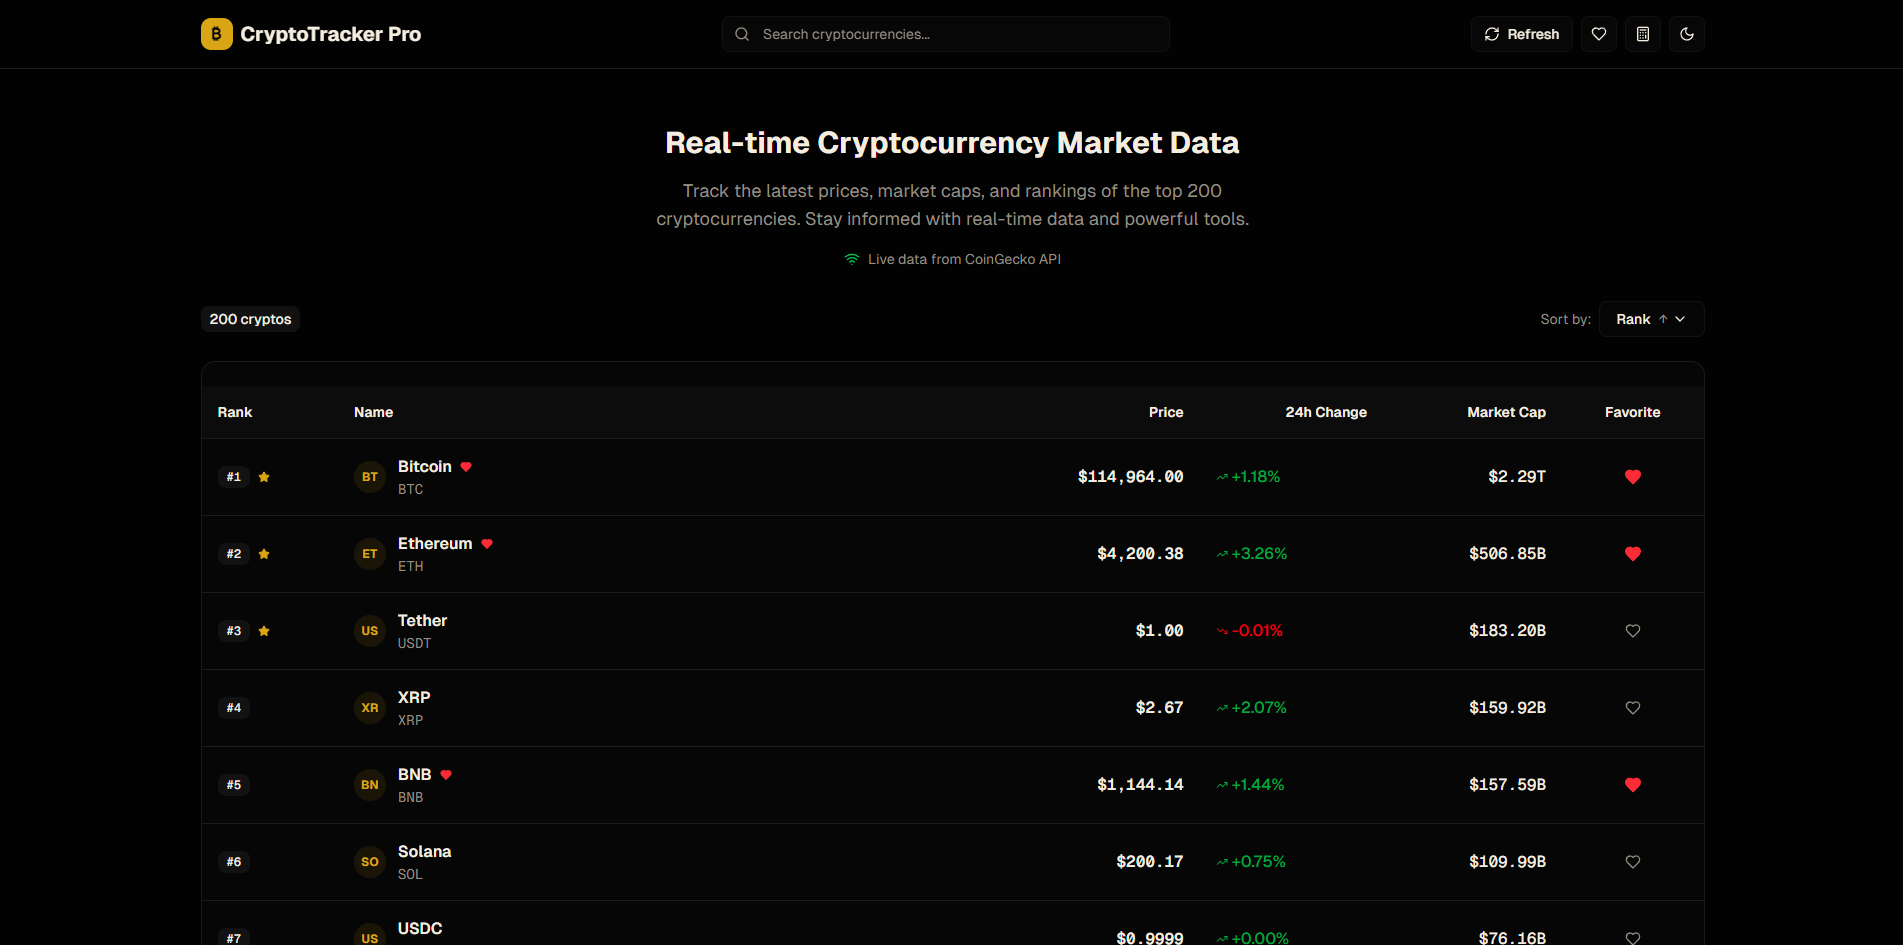 CryptoTracker Pro
Search cryptocurrencies...
Refresh
Real-time Cryptocurrency Market Data
Track the latest prices, market caps, and rankings of the top 200
cryptocurrencies. Stay informed with real-time data and powerful tools.
Live data from CoinGecko API
200 cryptos
Sort by: Rank ↑
Rank Name Price 24h Change Market Cap Favorite
#1 BT Bitcoin $114,964.00 +1.18% $2.29T
BTC
#2 ET Ethereum $4,200.38 +3.26% $506.85B
ETH
#3 US Tether $1.00 -0.01% $183.20B
USDT
#4 XR XRP $2.67 +2.07% $159.92B
XRP
#5 BN BNB $1,144.14 +1.44% $157.59B
BNB
#6 SO Solana $200.17 +0.75% $109.99B
SOL
#7 US USDC $0.9999 +0.00% $76.16B